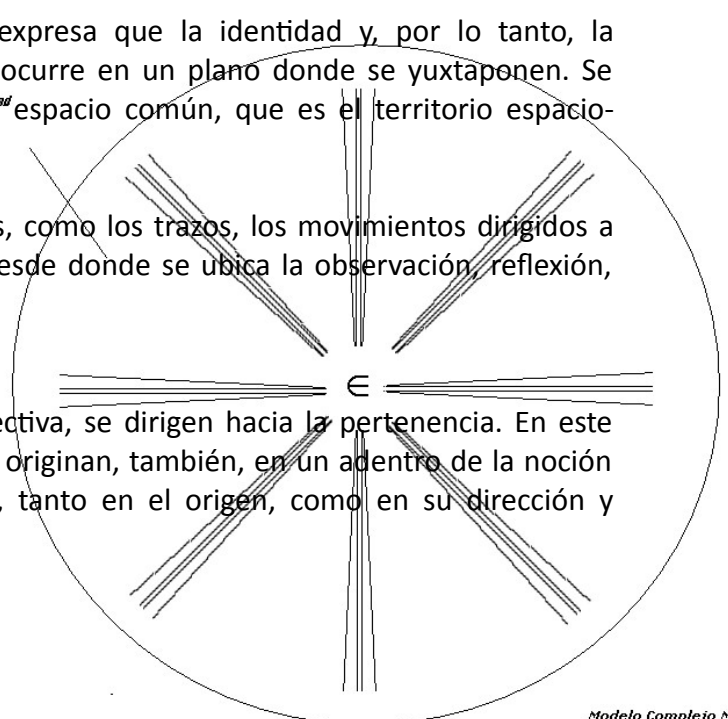 expresa que la identidad y, por lo tanto, la
ocurre en un plano donde se yuxtaponen. Se
espacio común, que es el territorio espacio-
s, como los trazos, los movimientos dirigidos a
desde donde se ubica la observación, reflexión,
∈
ectiva, se dirigen hacia la pertenencia. En este
originan, también, en un adentro de la noción
, tanto en el origen, como en su dirección y
Modelo Complejo